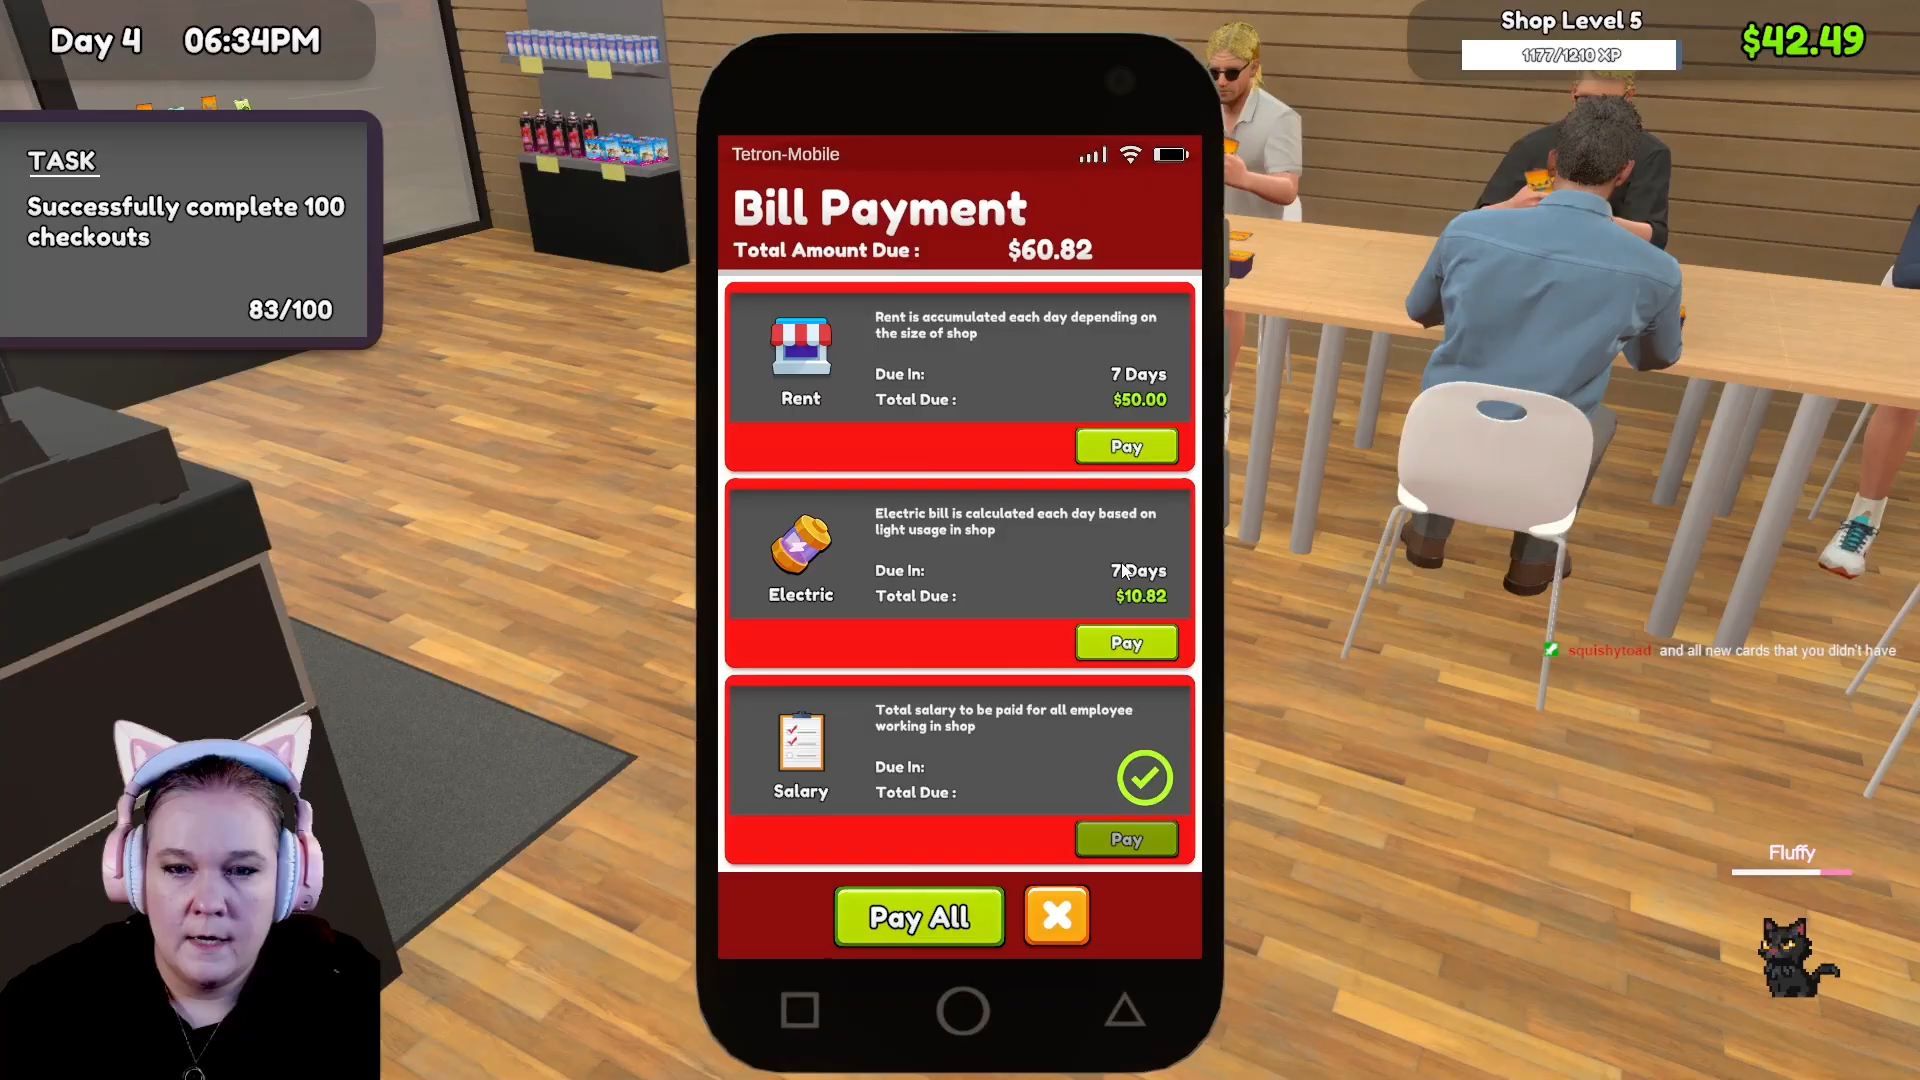 Day 4 06:34PM
Shop Level 5
1177/1210 XP
$42.49
TASK
Successfully complete 100
checkouts
83/100
Tetron-Mobile
Bill Payment
Total Amount Due : $60.82
Rent is accumulated each day depending on
the size of shop
Due In: 7 Days
Total Due : $50.00
Rent
Pay
Electric bill is calculated each day based on
light usage in shop
Due In: 7 Days
Total Due : $10.82
Electric
Pay
Total salary to be paid for all employee
working in shop
Due In:
Total Due :
Salary
Pay
Pay All
squishytoad and all new cards that you didn't have
Fluffy